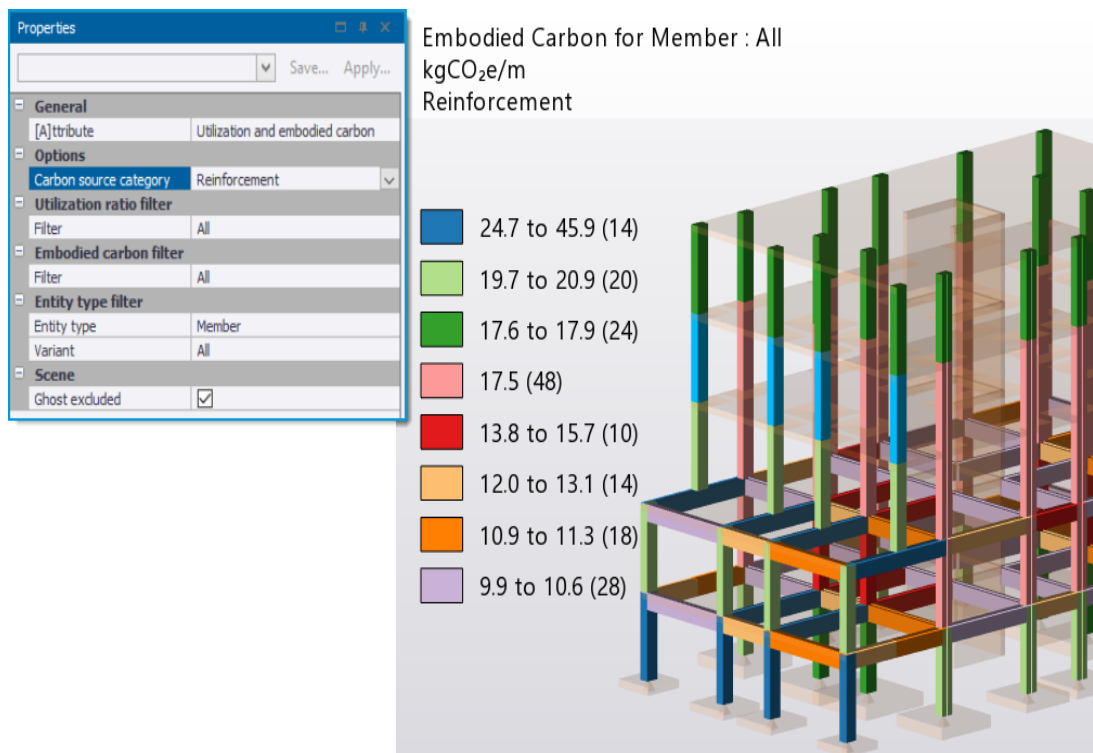 Properties
Save... Apply...
General
[A]ttribute Utilization and embodied carbon
Options
Carbon source category Reinforcement
Utilization ratio filter
Filter All
Embodied carbon filter
Filter All
Entity type filter
Entity type Member
Variant All
Scene
Ghost excluded
Embodied Carbon for Member : All
kgCO₂e/m
Reinforcement
24.7 to 45.9 (14)
19.7 to 20.9 (20)
17.6 to 17.9 (24)
17.5 (48)
13.8 to 15.7 (10)
12.0 to 13.1 (14)
10.9 to 11.3 (18)
9.9 to 10.6 (28)